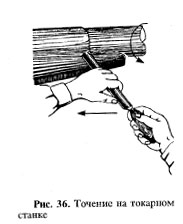 Рис. 36. Точение на токарном
станке